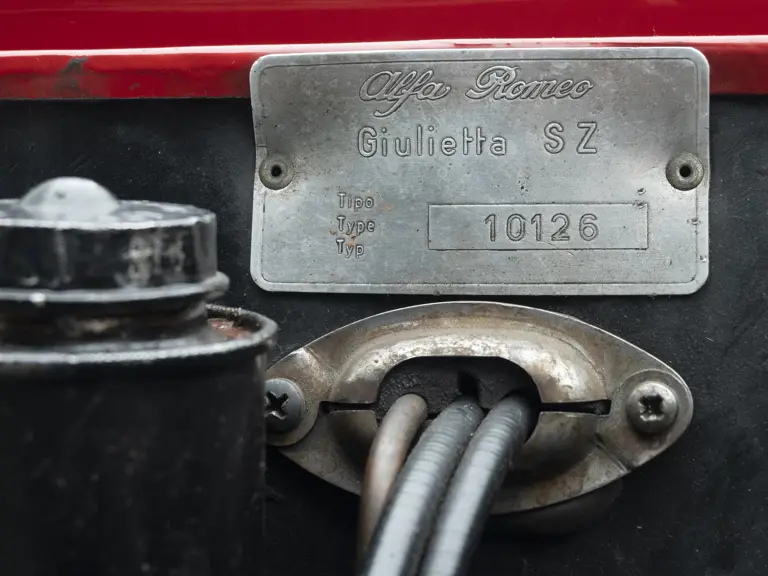 Alfa Romeo
Giulietta SZ
Tipo
Type 10126
Typ